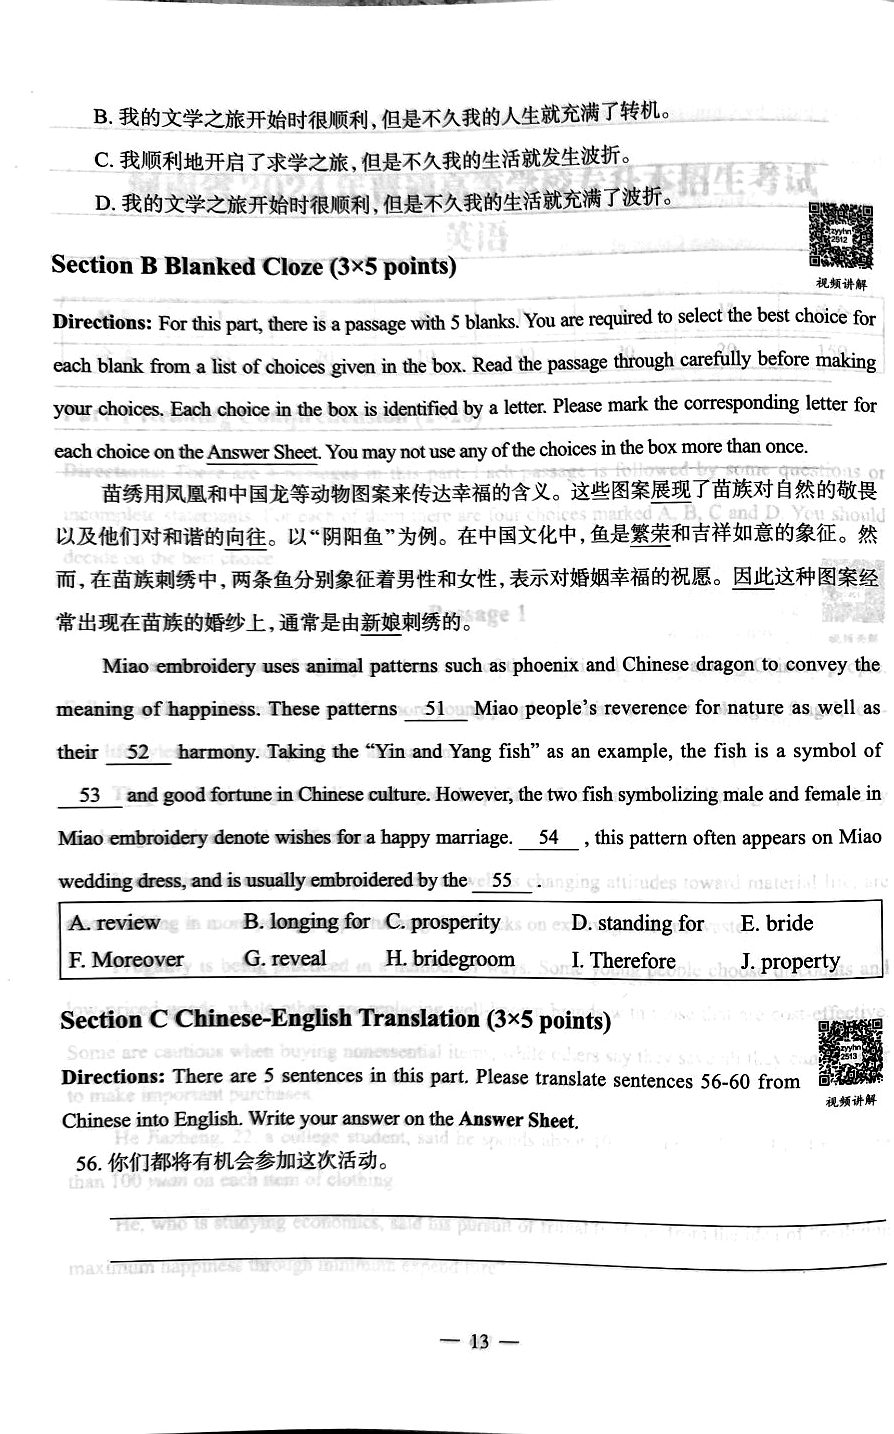 B. 我的文学之旅开始时很顺利,但是不久我的人生就充满了转机。
C. 我顺利地开启了求学之旅,但是不久我的生活就发生波折。
D. 我的文学之旅开始时很顺利,但是不久我的生活就充满了波折。
zyyhn
2512
视频讲解
Section B Blanked Cloze (3×5 points)
Directions: For this part, there is a passage with 5 blanks. You are required to select the best choice for
each blank from a list of choices given in the box. Read the passage through carefully before making
your choices. Each choice in the box is identified by a letter. Please mark the corresponding letter for
each choice on the Answer Sheet. You may not use any of the choices in the box more than once.
苗绣用凤凰和中国龙等动物图案来传达幸福的含义。这些图案展现了苗族对自然的敬畏
以及他们对和谐的向往。以“阴阳鱼”为例。在中国文化中,鱼是繁荣和吉祥如意的象征。然
而,在苗族刺绣中,两条鱼分别象征着男性和女性,表示对婚姻幸福的祝愿。因此这种图案经
常出现在苗族的婚纱上,通常是由新娘刺绣的。
Miao embroidery uses animal patterns such as phoenix and Chinese dragon to convey the
meaning of happiness. These patterns 51 Miao people's reverence for nature as well as
their 52 harmony. Taking the “Yin and Yang fish” as an example, the fish is a symbol of
53 and good fortune in Chinese culture. However, the two fish symbolizing male and female in
Miao embroidery denote wishes for a happy marriage. 54 , this pattern often appears on Miao
wedding dress, and is usually embroidered by the 55 .
A. review B. longing for C. prosperity D. standing for E. bride
F. Moreover G. reveal H. bridegroom I. Therefore J. property
Section C Chinese-English Translation (3×5 points)
zyyhn
2513
视频讲解
Directions: There are 5 sentences in this part. Please translate sentences 56-60 from
Chinese into English. Write your answer on the Answer Sheet.
56. 你们都将有机会参加这次活动。
— 13 —